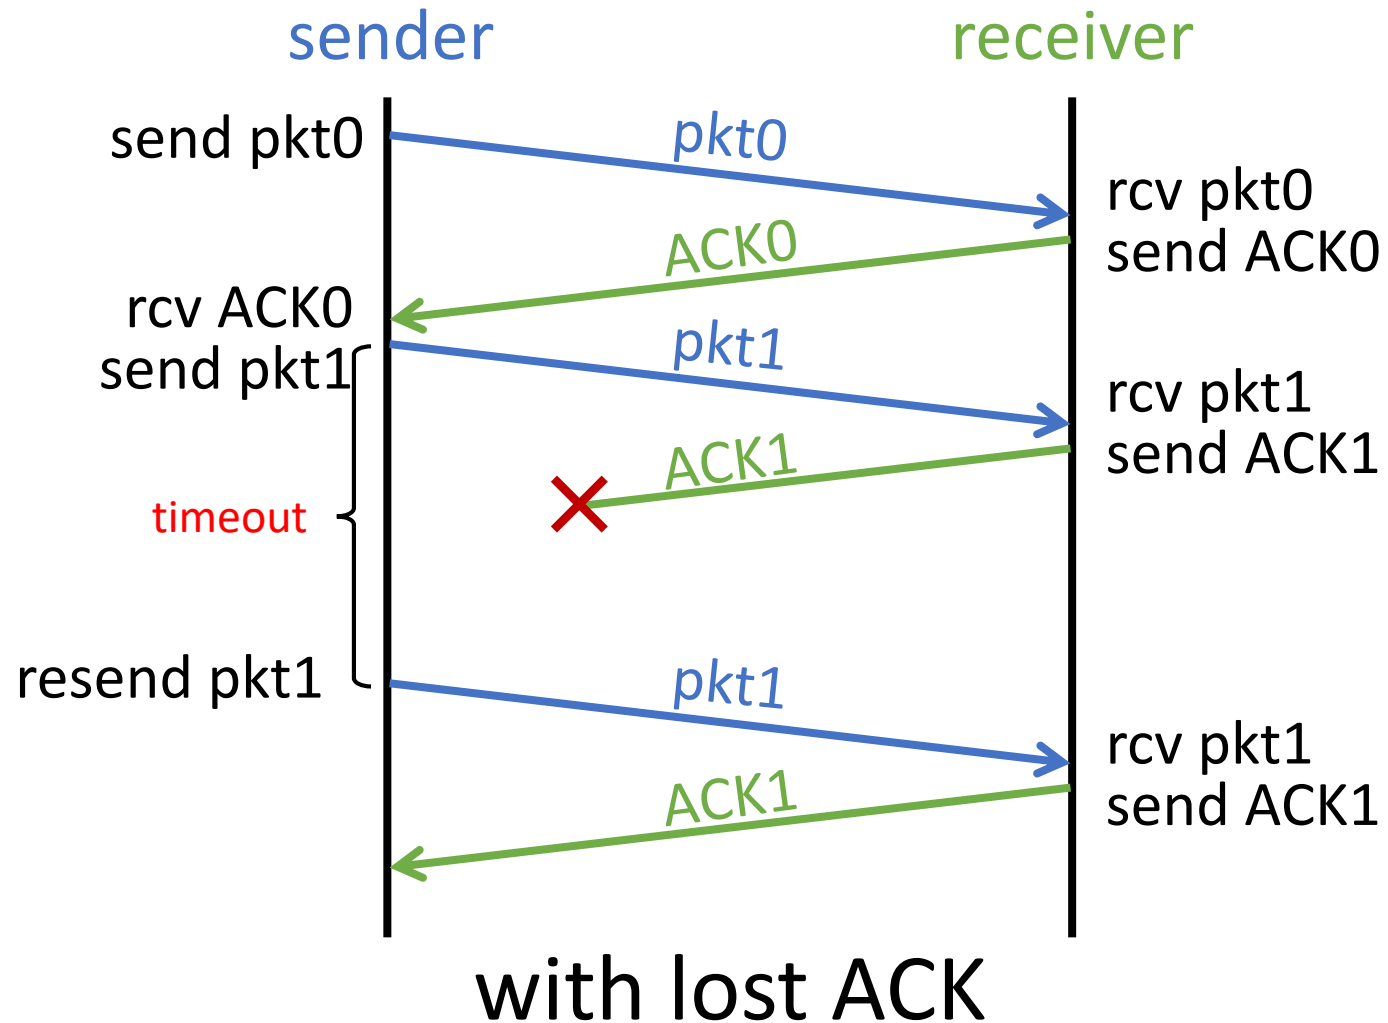 sender
receiver
send pkt0
pkt0
rcv pkt0
send ACK0
ACK0
rcv ACK0
send pkt1
pkt1
rcv pkt1
send ACK1
ACK1
timeout
resend pkt1
pkt1
rcv pkt1
send ACK1
ACK1
with lost ACK